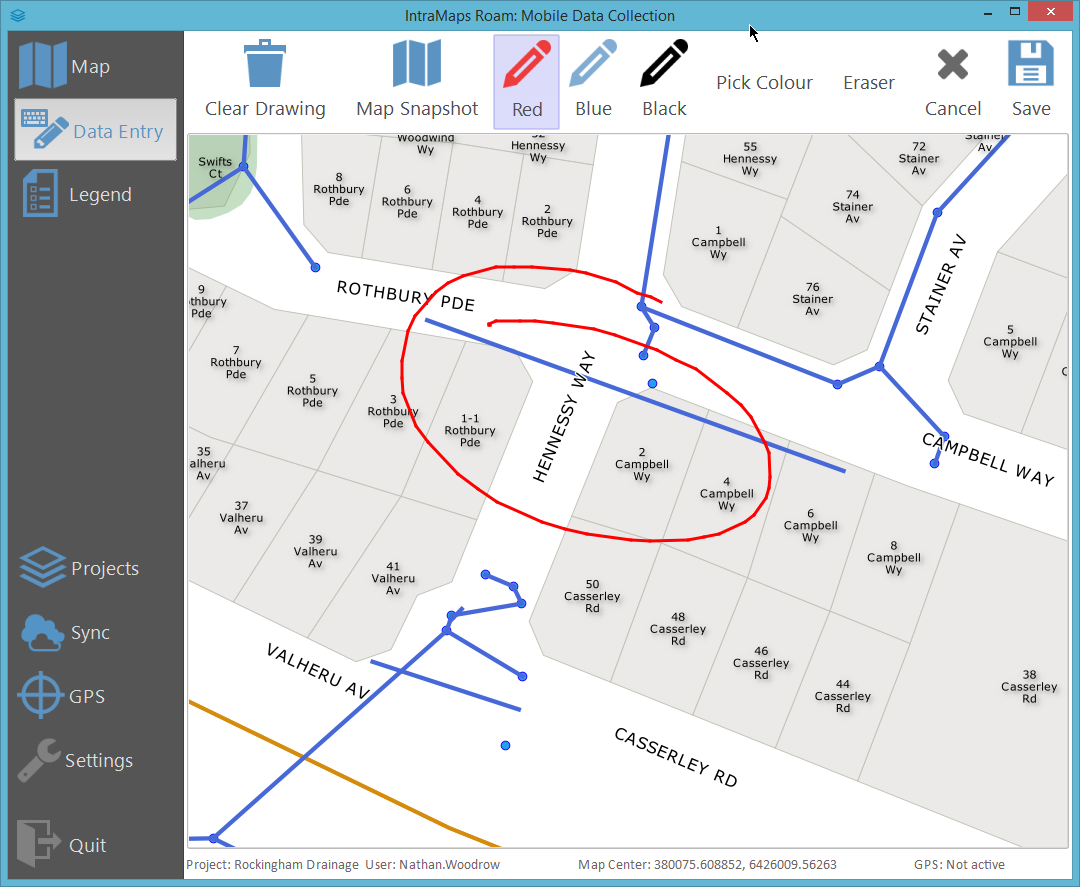 IntraMaps Roam: Mobile Data Collection
Map
Data Entry
Legend
Projects
Sync
GPS
Settings
Quit
Clear Drawing
Map Snapshot
Red
Blue
Black
Pick Colour
Eraser
Cancel
Save
Swifts
Ct
Woodwind
Wy
Hennessy
Wy
55
Hennessy
Wy
72
Stainer
Av
Stainer
Av
8
Rothbury
Pde
6
Rothbury
Pde
4
Rothbury
Pde
2
Rothbury
Pde
74
Stainer
Av
1
Campbell
Wy
76
Stainer
Av
STAINER AV
ROTHBURY PDE
9
thbury
Pde
7
Rothbury
Pde
5
Rothbury
Pde
3
Rothbury
Pde
1-1
Rothbury
Pde
HENNESSY WAY
5
Campbell
Wy
CAMPBELL WAY
35
alheru
Av
37
Valheru
Av
39
Valheru
Av
41
Valheru
Av
2
Campbell
Wy
4
Campbell
Wy
6
Campbell
Wy
8
Campbell
Wy
50
Casserley
Rd
48
Casserley
Rd
46
Casserley
Rd
44
Casserley
Rd
38
Casserley
Rd
VALHERU AV
CASSERLEY RD
Project: Rockingham Drainage User: Nathan.Woodrow
Map Center: 380075.608852, 6426009.56263
GPS: Not active